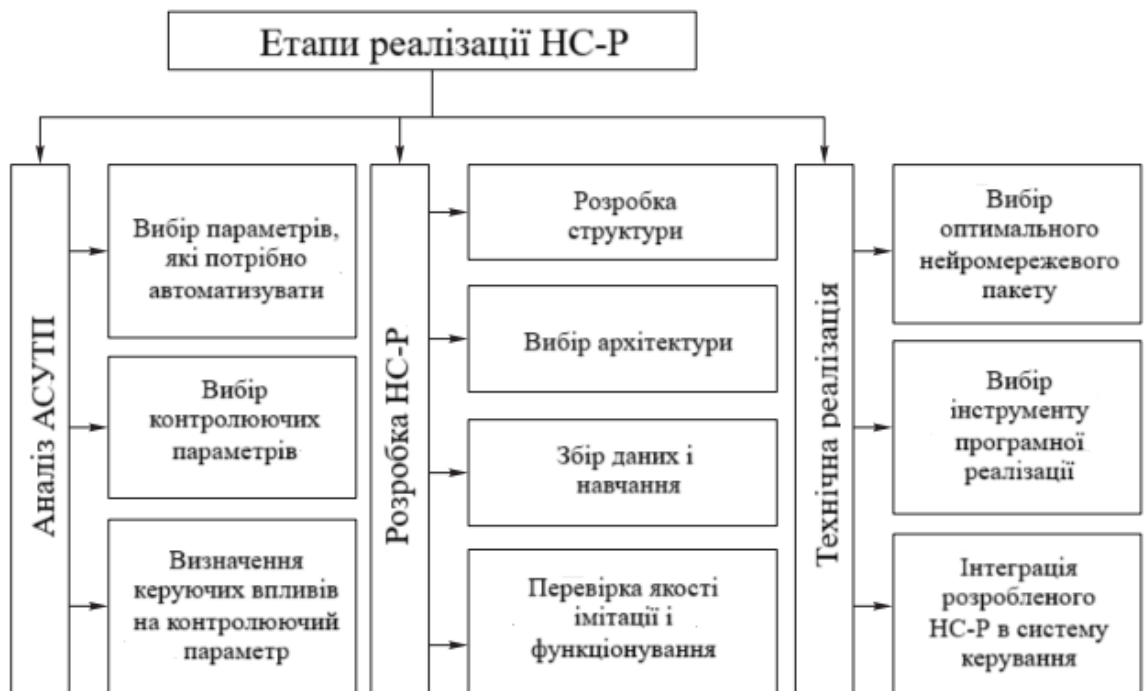 Етапи реалізації НС-Р
Аналіз АСУТП
Вибір параметрів,
які потрібно
автоматизувати
Вибір
контролюючих
параметрів
Визначення
керуючих впливів
на контролюючий
параметр
Розробка НС-Р
Розробка
структури
Вибір архітектури
Збір даних і
навчання
Перевірка якості
імітації і
функціонування
Технічна реалізація
Вибір
оптимального
нейромережевого
пакету
Вибір
інструменту
програмної
реалізації
Інтеграція
розробленого
НС-Р в систему
керування